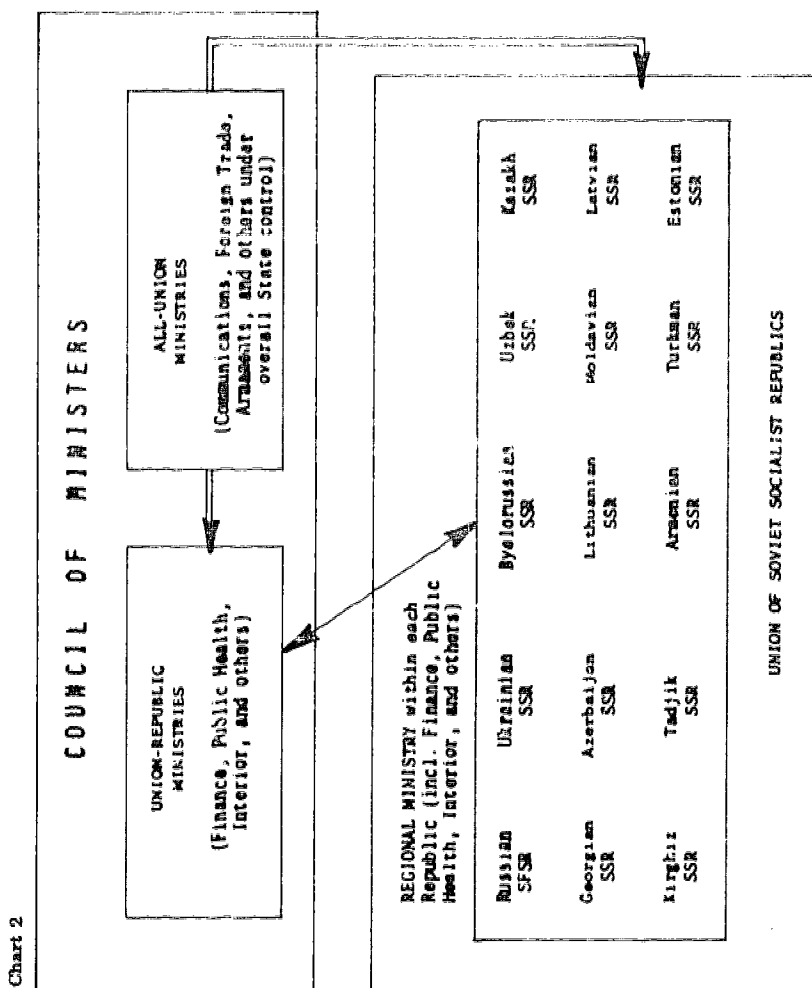 Chart 2
COUNCIL OF MINISTERS
UNION-REPUBLIC
MINISTRIES
(Finance, Public Health,
Interior, and others)
ALL-UNION
MINISTRIES
(Communications, Foreign Trade,
Armaments, and others under
overall State control)
REGIONAL MINISTRY within each
Republic (incl. Finance, Public
Health, Interior, and others)
Russian Ukrainian Byelorussian Uzbek Kazakh
SFSR SSR SSR SSR SSR
Georgian Azerbaijan Lithuanian Moldavian Latvian
SSR SSR SSR SSR SSR
Kirghiz Tadjik Armenian Turkman Estonian
SSR SSR SSR SSR SSR
UNION OF SOVIET SOCIALIST REPUBLICS